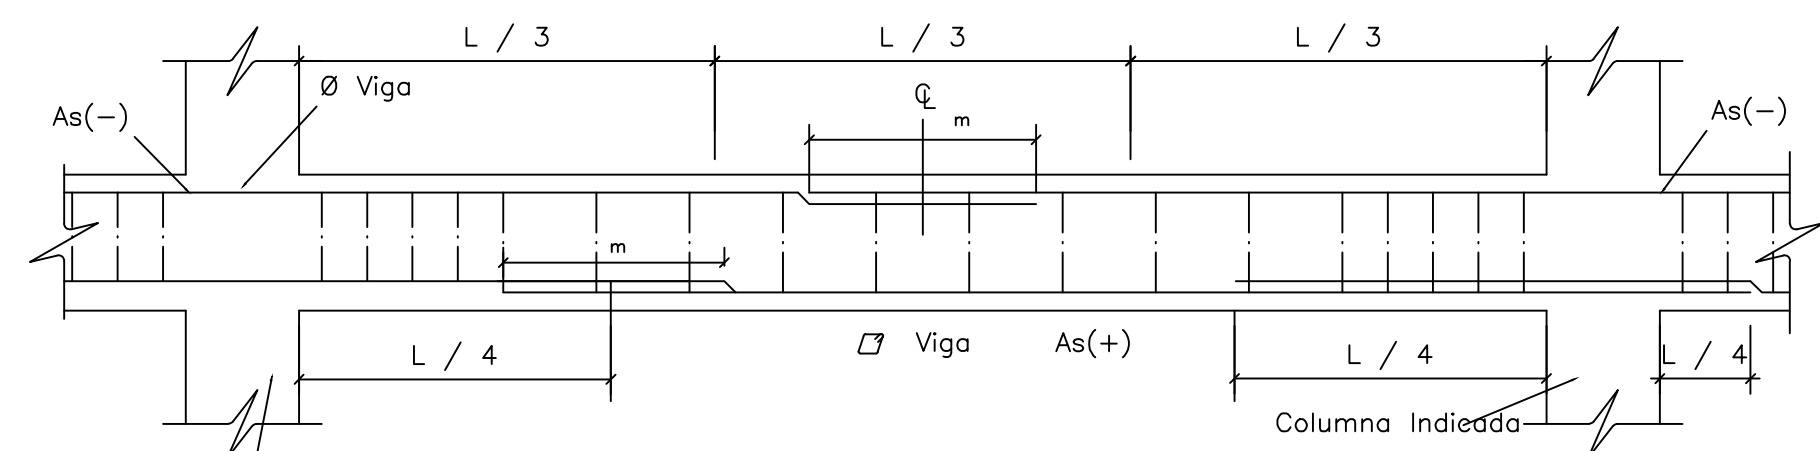 L / 3
L / 3
L / 3
Ø Viga
℄
m
As(-)
As(-)
m
Viga As(+)
L / 4
L / 4
L / 4
Columna Indicada